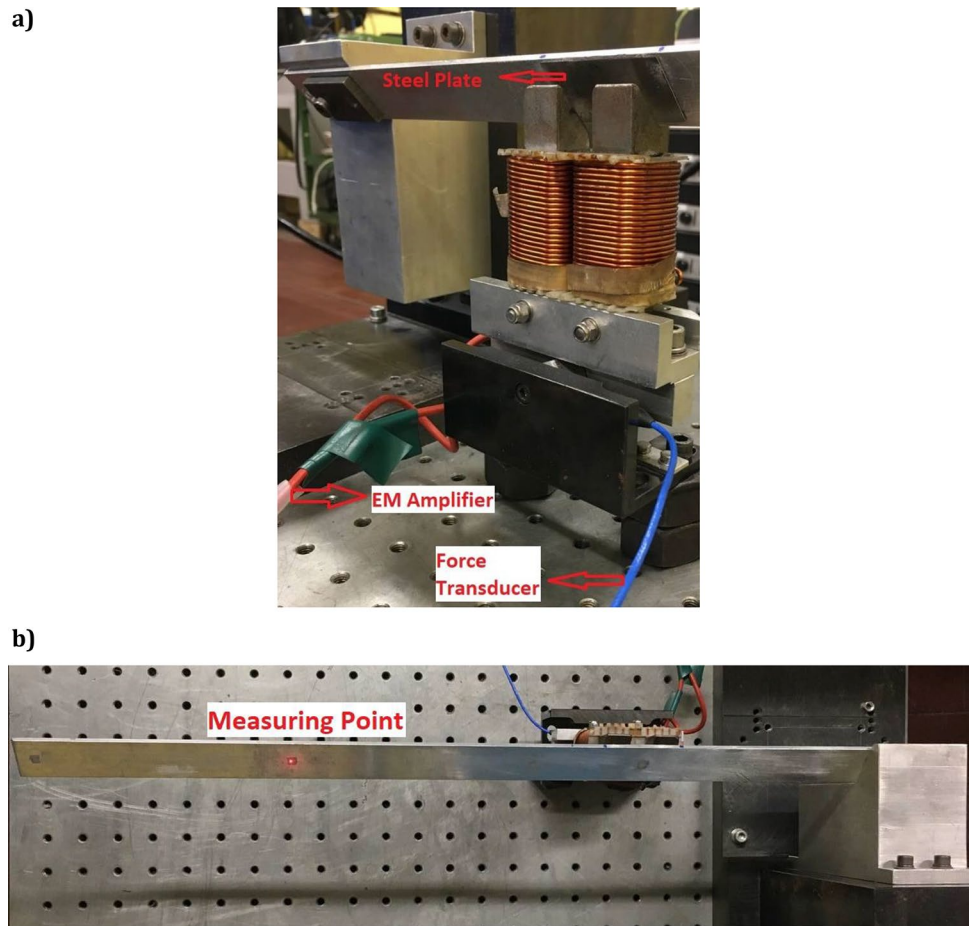 a)
Steel Plate
EM Amplifier
Force
Transducer
b)
Measuring Point